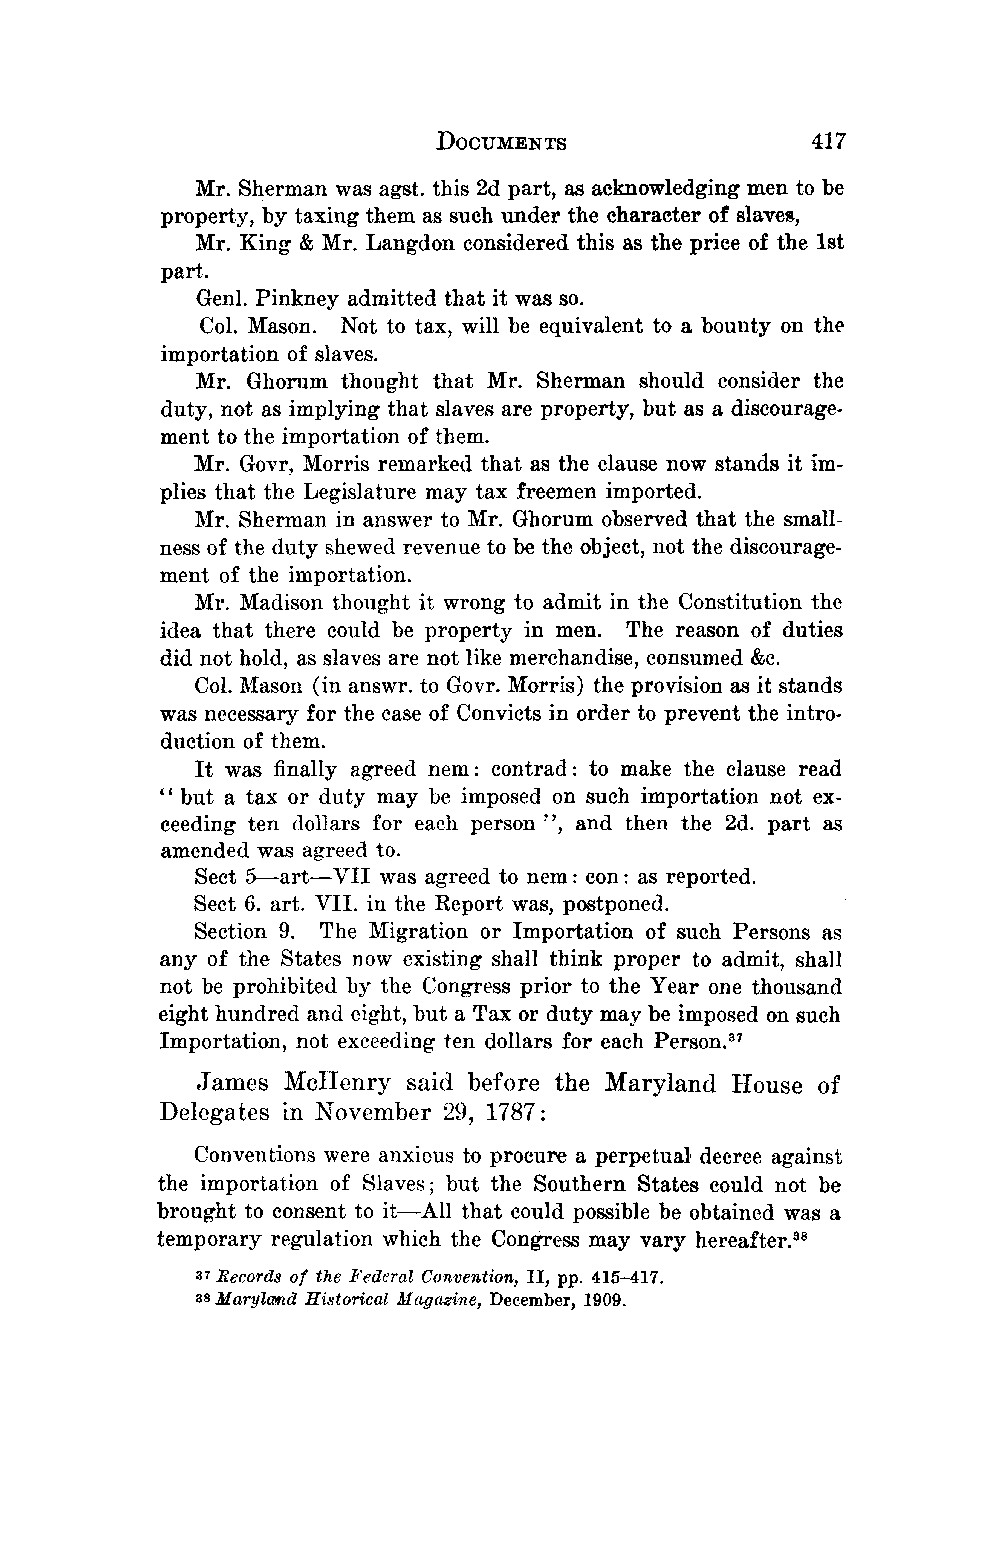 DOCUMENTS 417
Mr. Sherman was agst. this 2d part, as acknowledging men to be
property, by taxing them as such under the character of slaves,
Mr. King & Mr. Langdon considered this as the price of the 1st
part.
Genl. Pinkney admitted that it was so.
Col. Mason. Not to tax, will be equivalent to a bounty on the
importation of slaves.
Mr. Ghorum thought that Mr. Sherman should consider the
duty, not as implying that slaves are property, but as a discourage-
ment to the importation of them.
Mr. Govr, Morris remarked that as the clause now stands it im-
plies that the Legislature may tax freemen imported.
Mr. Sherman in answer to Mr. Ghorum observed that the small-
ness of the duty shewed revenue to be the object, not the discourage-
ment of the importation.
Mr. Madison thought it wrong to admit in the Constitution the
idea that there could be property in men. The reason of duties
did not hold, as slaves are not like merchandise, consumed &c.
Col. Mason (in answr. to Govr. Morris) the provision as it stands
was necessary for the case of Convicts in order to prevent the intro-
duction of them.
It was finally agreed nem: contrad: to make the clause read
“ but a tax or duty may be imposed on such importation not ex-
ceeding ten dollars for each person ”, and then the 2d. part as
amended was agreed to.
Sect 5—art—VII was agreed to nem: con: as reported.
Sect 6. art. VII. in the Report was, postponed.
Section 9. The Migration or Importation of such Persons as
any of the States now existing shall think proper to admit, shall
not be prohibited by the Congress prior to the Year one thousand
eight hundred and eight, but a Tax or duty may be imposed on such
Importation, not exceeding ten dollars for each Person.³⁷
James McHenry said before the Maryland House of
Delegates in November 29, 1787:
Conventions were anxious to procure a perpetual decree against
the importation of Slaves; but the Southern States could not be
brought to consent to it—All that could possible be obtained was a
temporary regulation which the Congress may vary hereafter.³⁸
³⁷ Records of the Federal Convention, II, pp. 415–417.
³⁸ Maryland Historical Magazine, December, 1909.